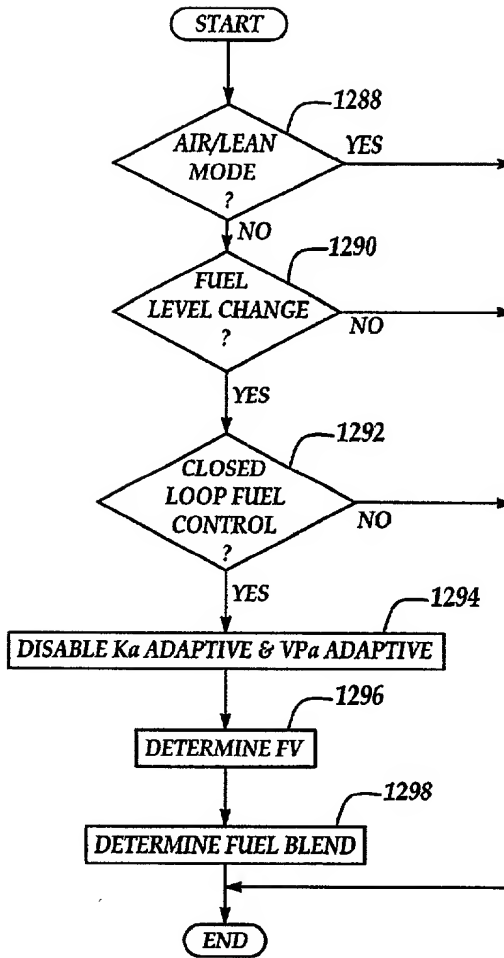 START
1288
AIR/LEAN
MODE
?
YES
NO
1290
FUEL
LEVEL CHANGE
?
NO
YES
1292
CLOSED
LOOP FUEL
CONTROL
?
NO
YES
1294
DISABLE Ka ADAPTIVE & VPa ADAPTIVE
1296
DETERMINE FV
1298
DETERMINE FUEL BLEND
END